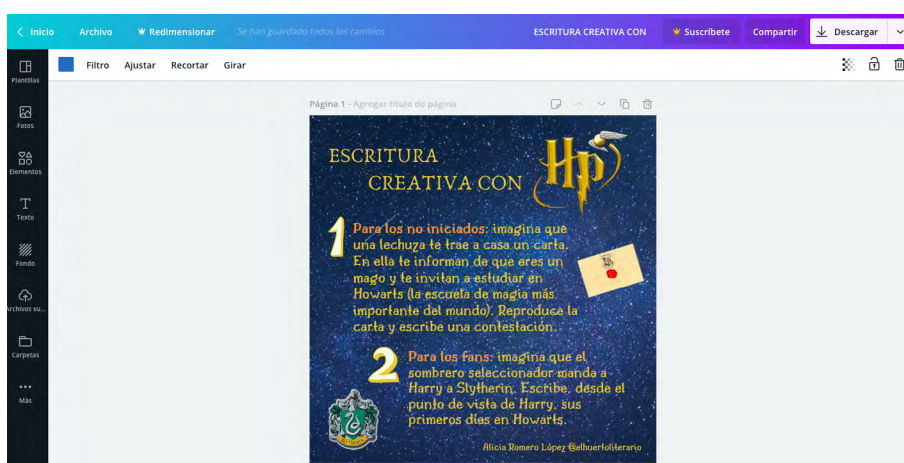 Inicio Archivo Redimensionar Se han guardado todos los cambios ESCRITURA CREATIVA CON Suscríbete Compartir Descargar
Filtro Ajustar Recortar Girar
Plantillas
Fotos
Elementos
Texto
Fondo
Archivos su...
Carpetas
Más
Página 1 - Agregar título de página
ESCRITURA
CREATIVA CON
Hp
1 Para los no iniciados: imagina que
una lechuza te trae a casa un carta.
En ella te informan de que eres un
mago y te invitan a estudiar en
Howarts (la escuela de magia más
importante del mundo). Reproduce la
carta y escribe una contestación.
2 Para los fans: imagina que el
sombrero seleccionador manda a
Harry a Slytherin. Escribe, desde el
punto de vista de Harry, sus
primeros días en Howarts.
SLYTHERIN
Alicia Romero López @elhuertoliterario